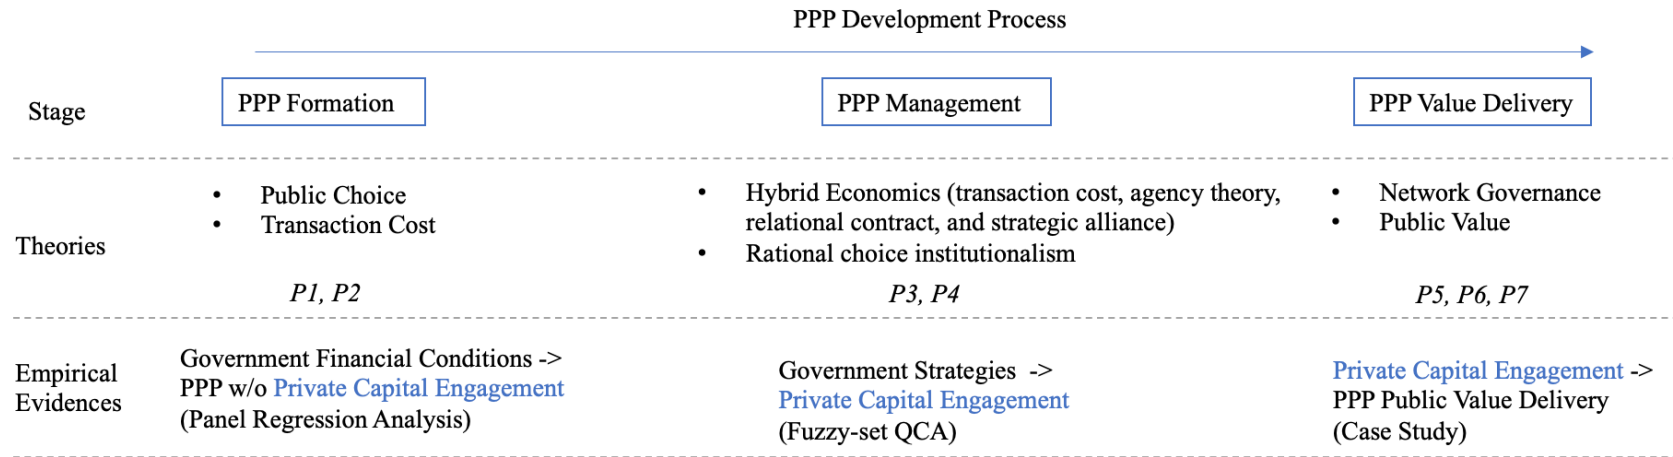 PPP Development Process
Stage
PPP Formation
PPP Management
PPP Value Delivery
Theories
• Public Choice
• Transaction Cost
P1, P2
• Hybrid Economics (transaction cost, agency theory,
relational contract, and strategic alliance)
• Rational choice institutionalism
P3, P4
• Network Governance
• Public Value
P5, P6, P7
Empirical
Evidences
Government Financial Conditions ->
PPP w/o Private Capital Engagement
(Panel Regression Analysis)
Government Strategies ->
Private Capital Engagement
(Fuzzy-set QCA)
Private Capital Engagement ->
PPP Public Value Delivery
(Case Study)